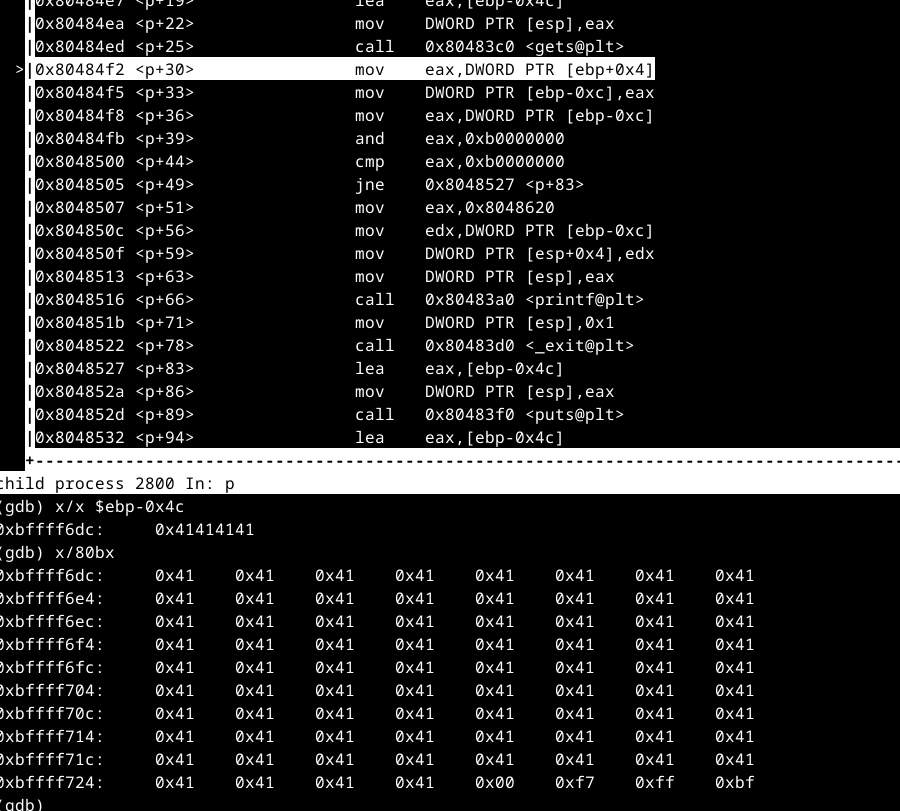 0x80484e7 <p+19> lea eax,[ebp-0x4c]
|0x80484ea <p+22> mov DWORD PTR [esp],eax
|0x80484ed <p+25> call 0x80483c0 <gets@plt>
>|0x80484f2 <p+30> mov eax,DWORD PTR [ebp+0x4]
|0x80484f5 <p+33> mov DWORD PTR [ebp-0xc],eax
|0x80484f8 <p+36> mov eax,DWORD PTR [ebp-0xc]
|0x80484fb <p+39> and eax,0xb0000000
|0x8048500 <p+44> cmp eax,0xb0000000
|0x8048505 <p+49> jne 0x8048527 <p+83>
|0x8048507 <p+51> mov eax,0x8048620
|0x804850c <p+56> mov edx,DWORD PTR [ebp-0xc]
|0x804850f <p+59> mov DWORD PTR [esp+0x4],edx
|0x8048513 <p+63> mov DWORD PTR [esp],eax
|0x8048516 <p+66> call 0x80483a0 <printf@plt>
|0x804851b <p+71> mov DWORD PTR [esp],0x1
|0x8048522 <p+78> call 0x80483d0 <_exit@plt>
|0x8048527 <p+83> lea eax,[ebp-0x4c]
|0x804852a <p+86> mov DWORD PTR [esp],eax
|0x804852d <p+89> call 0x80483f0 <puts@plt>
|0x8048532 <p+94> lea eax,[ebp-0x4c]
child process 2800 In: p
(gdb) x/x $ebp-0x4c
0xbffff6dc: 0x41414141
(gdb) x/80bx
0xbffff6dc: 0x41 0x41 0x41 0x41 0x41 0x41 0x41 0x41
0xbffff6e4: 0x41 0x41 0x41 0x41 0x41 0x41 0x41 0x41
0xbffff6ec: 0x41 0x41 0x41 0x41 0x41 0x41 0x41 0x41
0xbffff6f4: 0x41 0x41 0x41 0x41 0x41 0x41 0x41 0x41
0xbffff6fc: 0x41 0x41 0x41 0x41 0x41 0x41 0x41 0x41
0xbffff704: 0x41 0x41 0x41 0x41 0x41 0x41 0x41 0x41
0xbffff70c: 0x41 0x41 0x41 0x41 0x41 0x41 0x41 0x41
0xbffff714: 0x41 0x41 0x41 0x41 0x41 0x41 0x41 0x41
0xbffff71c: 0x41 0x41 0x41 0x41 0x41 0x41 0x41 0x41
0xbffff724: 0x41 0x41 0x41 0x41 0x00 0xf7 0xff 0xbf
(gdb)